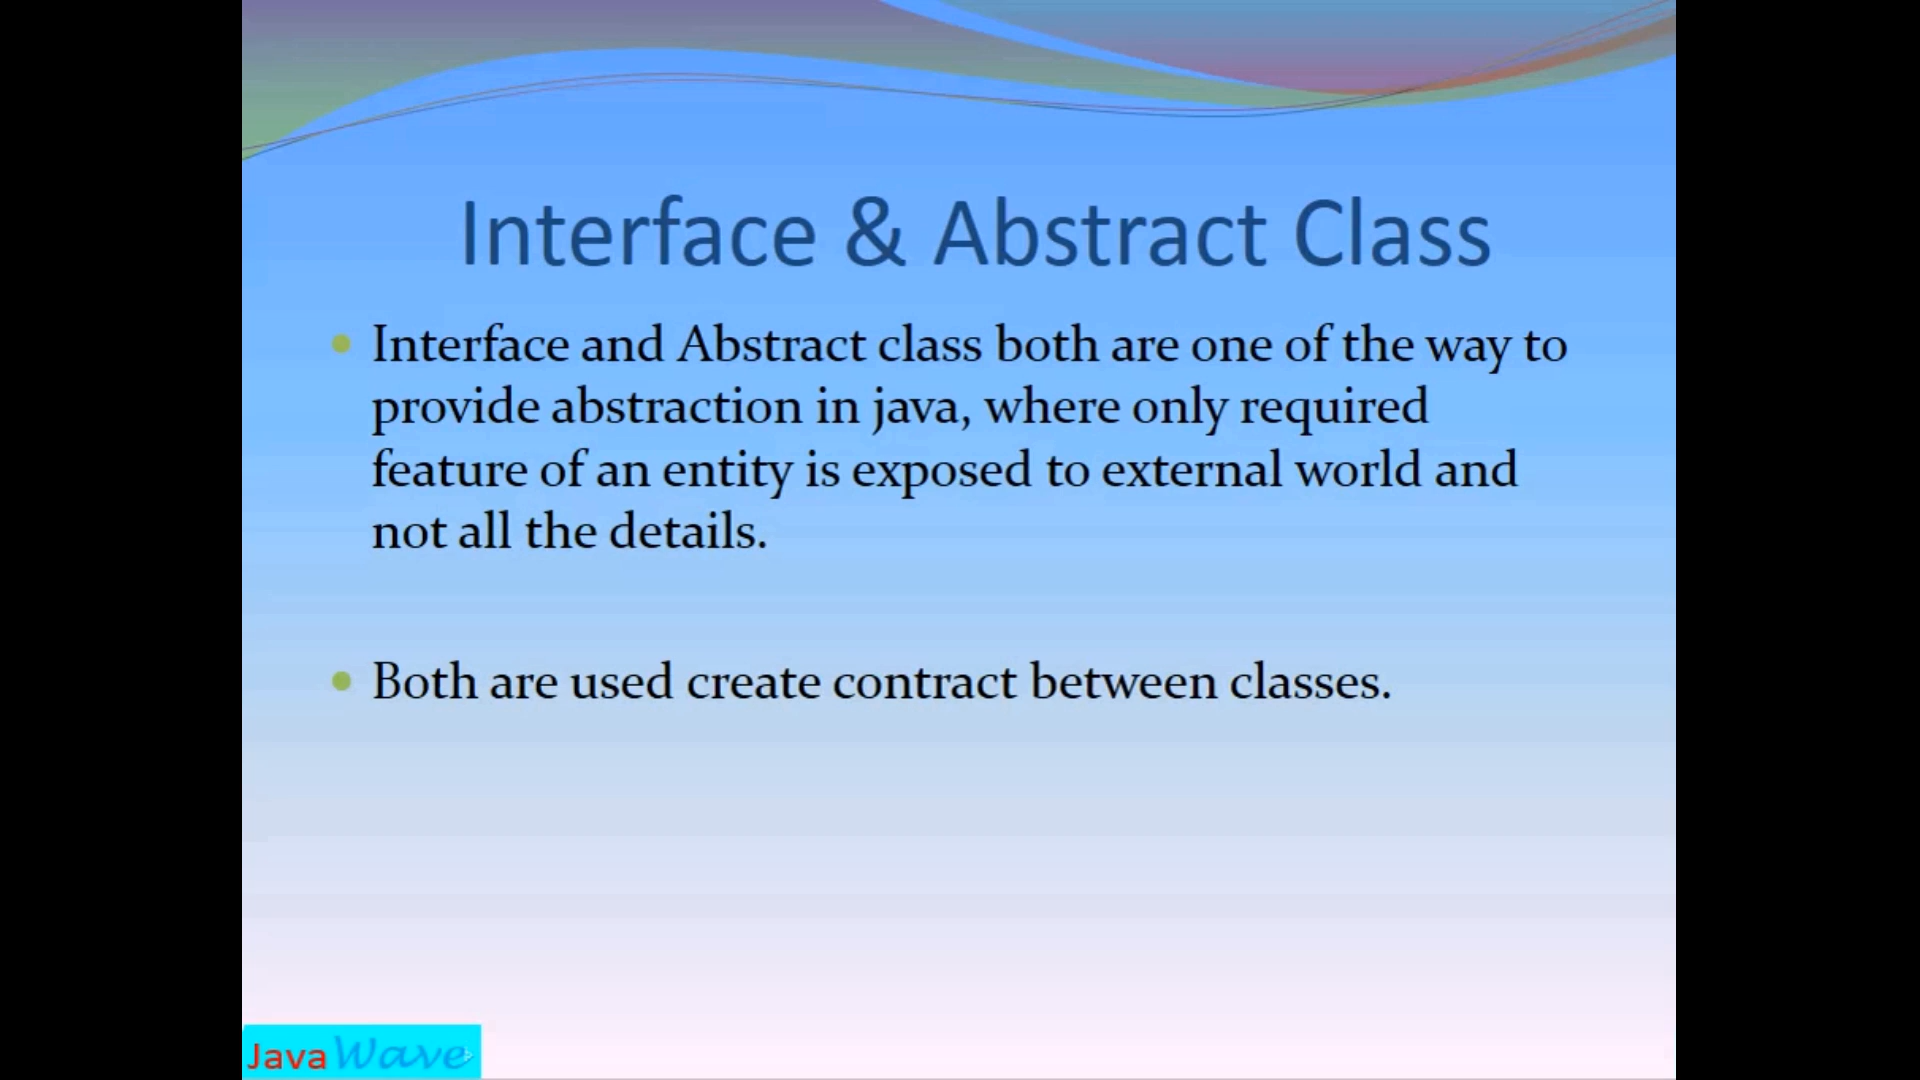 Interface & Abstract Class
Interface and Abstract class both are one of the way to
provide abstraction in java, where only required
feature of an entity is exposed to external world and
not all the details.
Both are used create contract between classes.
Java Wave